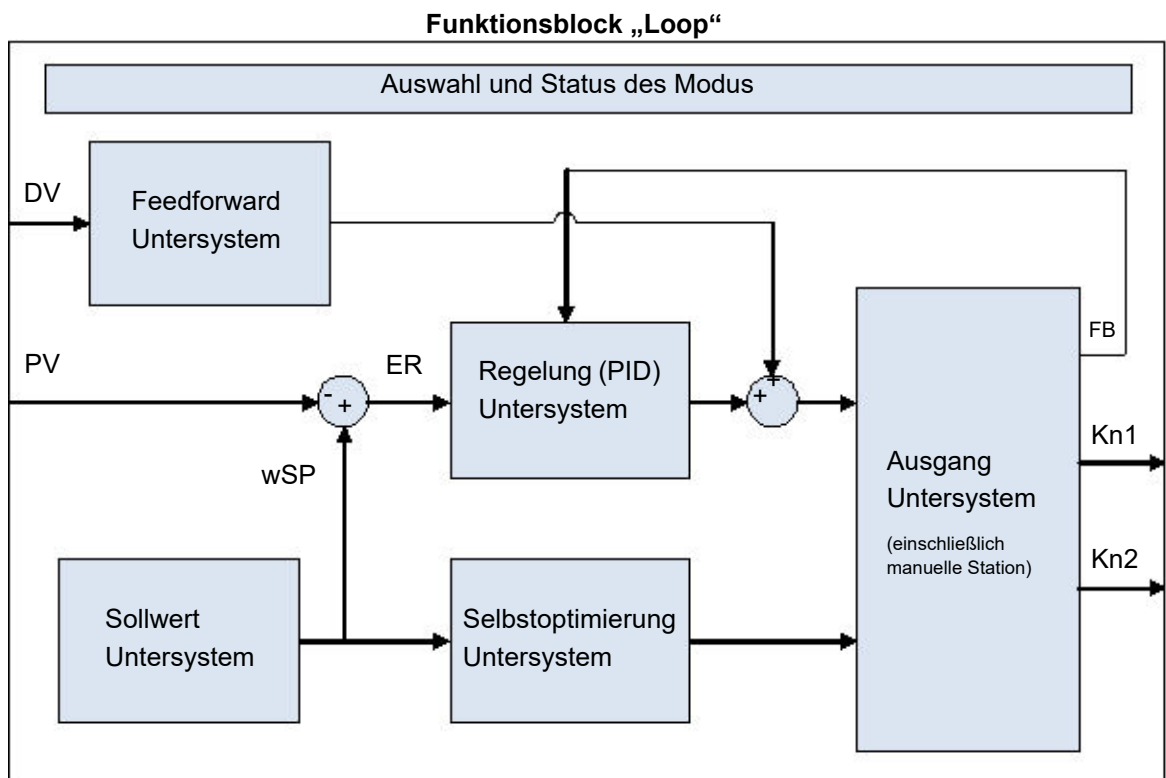 Funktionsblock „Loop“
Auswahl und Status des Modus
DV
Feedforward
Untersystem
FB
PV
ER
Regelung (PID)
Untersystem
-
+
+
+
wSP
Kn1
Ausgang
Untersystem
(einschließlich
manuelle Station)
Kn2
Sollwert
Untersystem
Selbstoptimierung
Untersystem